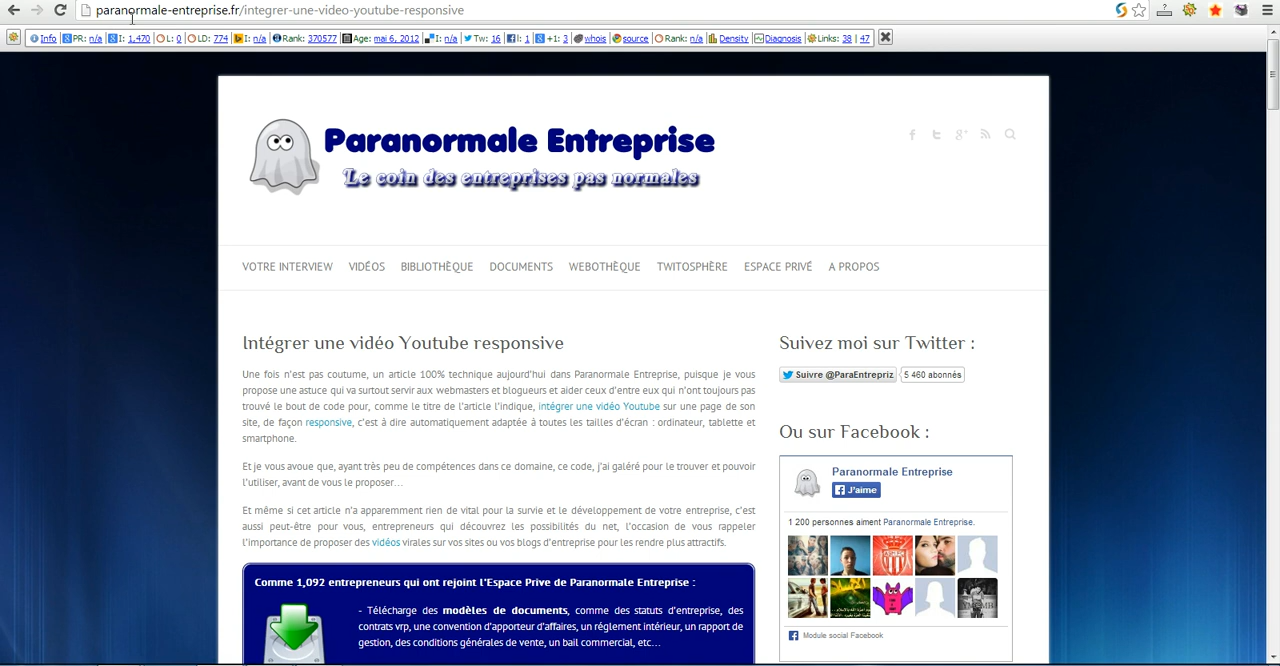 paranormale-entreprise.fr/integrer-une-video-youtube-responsive
Info PR: n/a I: 1,470 L: 0 LD: 774 I: n/a Rank: 370577 Age: mai 6, 2012 I: n/a Tw: 16 l: 1 +1: 3 whois source Rank: n/a Density Diagnosis Links: 38 | 47
Paranormale Entreprise
Le coin des entreprises pas normales
VOTRE INTERVIEW VIDÉOS BIBLIOTHÈQUE DOCUMENTS WEBOTHÈQUE TWITOSPHÈRE ESPACE PRIVÉ A PROPOS
Intégrer une vidéo Youtube responsive
Une fois n'est pas coutume, un article 100% technique aujourd'hui dans Paranormale Entreprise, puisque je vous
propose une astuce qui va surtout servir aux webmasters et blogueurs et aider ceux d'entre eux qui n'ont toujours pas
trouvé le bout de code pour, comme le titre de l'article l'indique, intégrer une vidéo Youtube sur une page de son
site, de façon responsive, c'est à dire automatiquement adaptée à toutes les tailles d'écran : ordinateur, tablette et
smartphone.
Et je vous avoue que, ayant très peu de compétences dans ce domaine, ce code, j'ai galéré pour le trouver et pouvoir
l'utiliser, avant de vous le proposer...
Et même si cet article n'a apparemment rien de vital pour la survie et le développement de votre entreprise, c'est
aussi peut-être pour vous, entrepreneurs qui découvrez les possibilités du net, l'occasion de vous rappeler
l'importance de proposer des vidéos virales sur vos sites ou vos blogs d'entreprise pour les rendre plus attractifs.
Comme 1,092 entrepreneurs qui ont rejoint l'Espace Prive de Paranormale Entreprise :
- Télécharge des modèles de documents, comme des statuts d'entreprise, des
contrats vrp, une convention d'apporteur d'affaires, un réglement intérieur, un rapport de
gestion, des conditions générales de vente, un bail commercial, etc...
Suivez moi sur Twitter :
Suivre @ParaEntrepriz 5 460 abonnés
Ou sur Facebook :
Paranormale Entreprise
J'aime
1 200 personnes aiment Paranormale Entreprise.
Module social Facebook